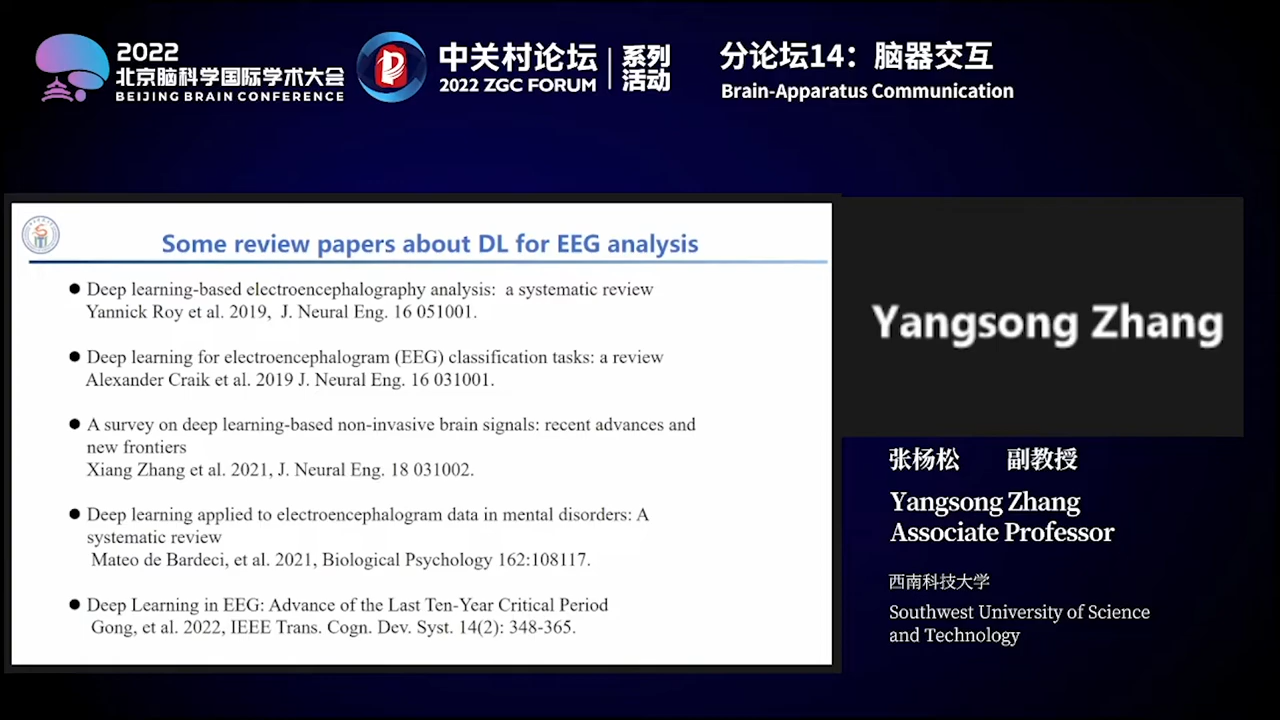 2022
北京脑科学国际学术大会
BEIJING BRAIN CONFERENCE
中关村论坛
2022 ZGC FORUM
系列
活动
分论坛14：脑器交互
Brain-Apparatus Communication
Some review papers about DL for EEG analysis
● Deep learning-based electroencephalography analysis: a systematic review
Yannick Roy et al. 2019, J. Neural Eng. 16 051001.
● Deep learning for electroencephalogram (EEG) classification tasks: a review
Alexander Craik et al. 2019 J. Neural Eng. 16 031001.
● A survey on deep learning-based non-invasive brain signals: recent advances and
new frontiers
Xiang Zhang et al. 2021, J. Neural Eng. 18 031002.
● Deep learning applied to electroencephalogram data in mental disorders: A
systematic review
Mateo de Bardeci, et al. 2021, Biological Psychology 162:108117.
● Deep Learning in EEG: Advance of the Last Ten-Year Critical Period
Gong, et al. 2022, IEEE Trans. Cogn. Dev. Syst. 14(2): 348-365.
Yangsong Zhang
张杨松 副教授
Yangsong Zhang
Associate Professor
西南科技大学
Southwest University of Science
and Technology